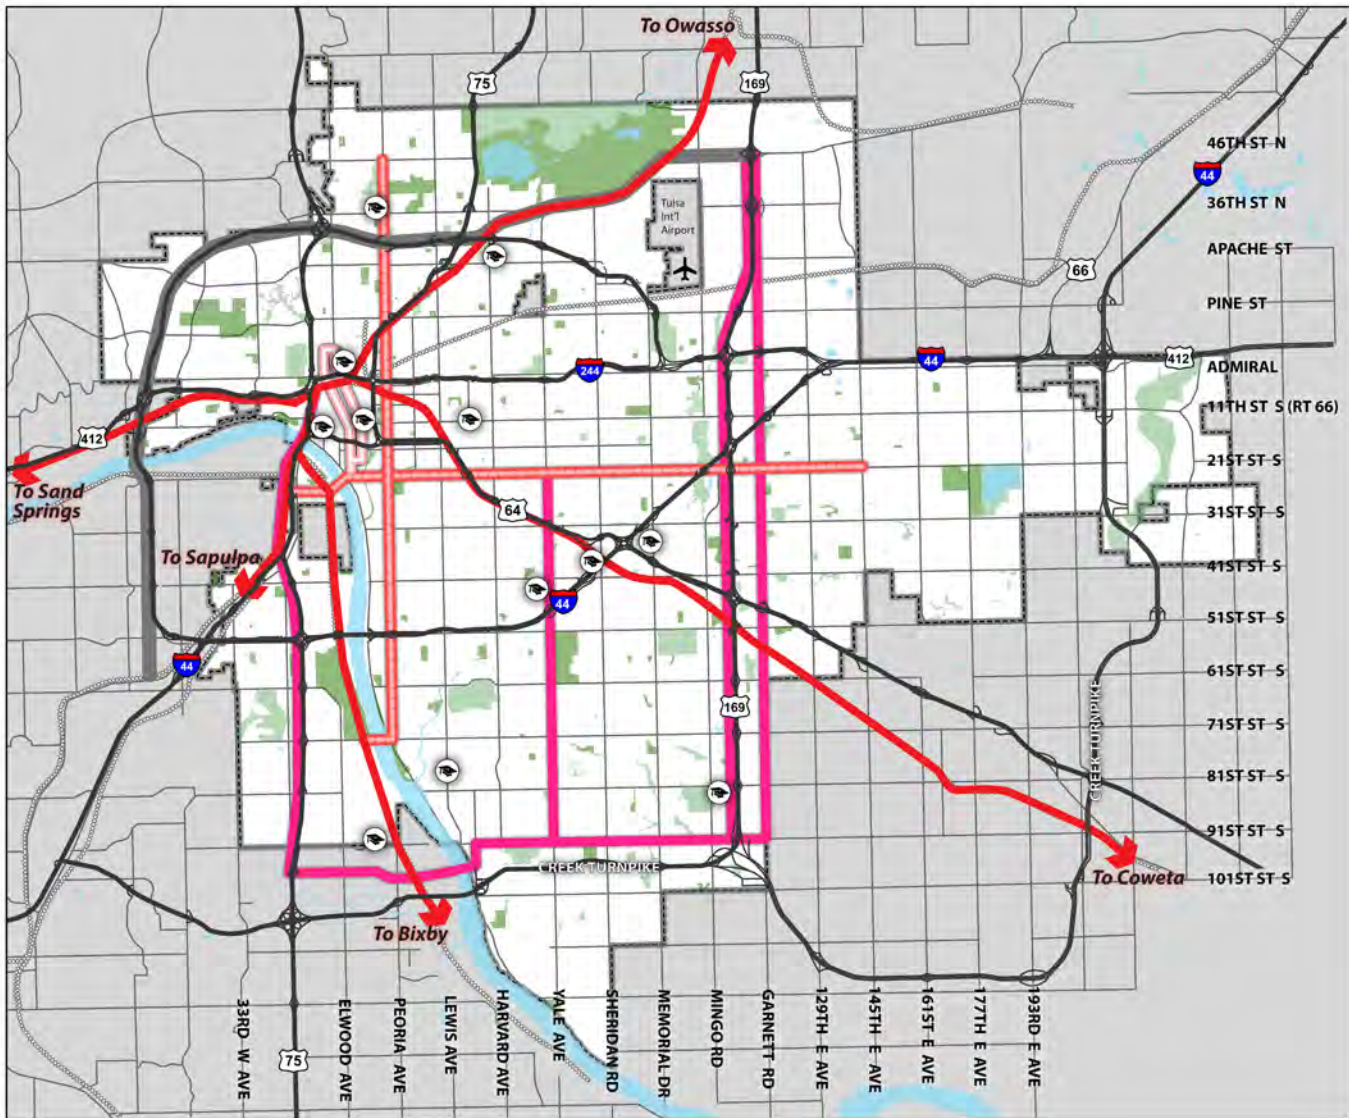 To Owasso
75
169
46TH ST N
44
36TH ST N
Tulsa
Int'l
Airport
APACHE ST
66
PINE ST
412
244
44
ADMIRAL
11TH ST S (RT 66)
412
21ST ST S
To Sand
Springs
64
31ST ST S
To Sapulpa
41ST ST S
44
51ST ST S
44
61ST ST S
169
71ST ST S
CREEK TURNPIKE
81ST ST S
91ST ST S
CREEK TURNPIKE
To Coweta
101ST ST S
To Bixby
75
33RD W AVE
ELWOOD AVE
PEORIA AVE
LEWIS AVE
HARVARD AVE
YALE AVE
SHERIDAN RD
MEMORIAL DR
MINGO RD
GARNETT RD
129TH E AVE
145TH E AVE
161ST E AVE
177TH E AVE
193RD E AVE